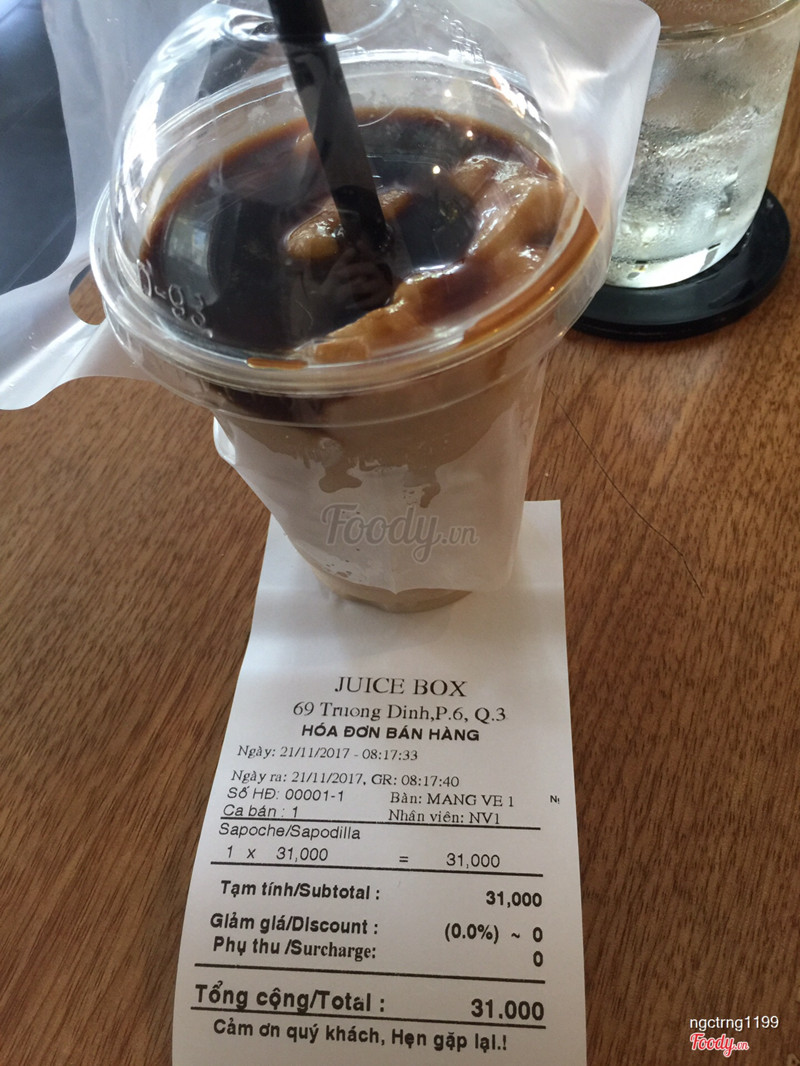 Foody.vn
JUICE BOX
69 Truong Dinh,P.6, Q.3
HÓA ĐƠN BÁN HÀNG
Ngày: 21/11/2017 - 08:17:33
Ngày ra: 21/11/2017, GR: 08:17:40
Số HĐ: 00001-1 Bàn: MANG VE 1
Ca bán : 1 Nhân viên: NV1
Sapoche/Sapodilla
1 x 31,000 = 31,000
Tạm tính/Subtotal : 31,000
Giảm giá/Discount : (0.0%) ~ 0
Phụ thu /Surcharge: 0
Tổng cộng/Total : 31.000
Cảm ơn quý khách, Hẹn gặp lại.!
ngctrng1199
Foody.vn